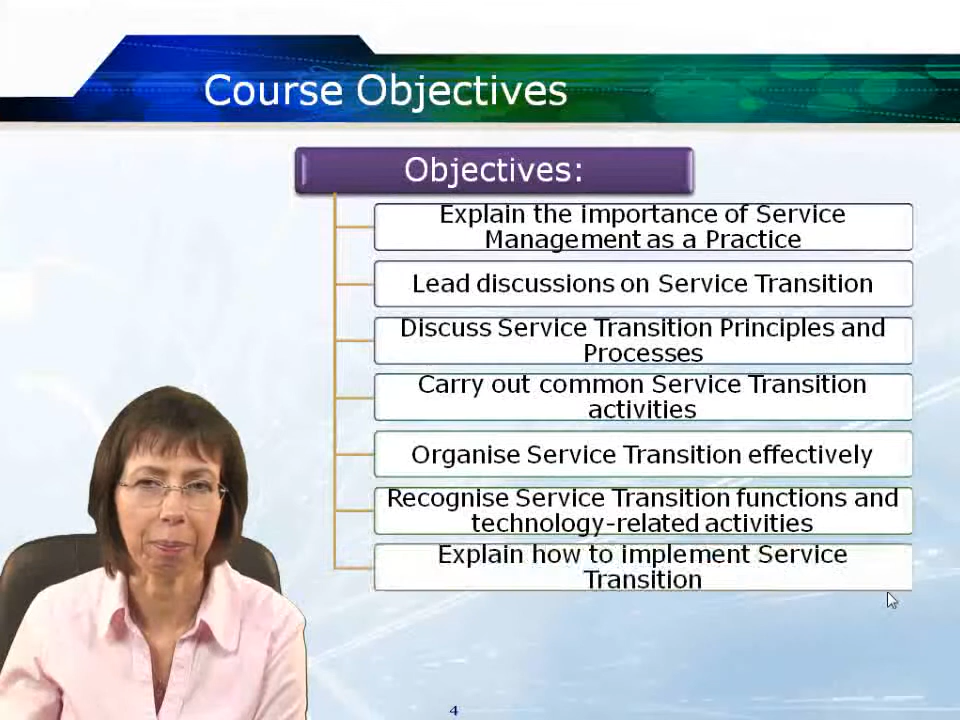 Course Objectives
Objectives:
Explain the importance of Service
Management as a Practice
Lead discussions on Service Transition
Discuss Service Transition Principles and
Processes
Carry out common Service Transition
activities
Organise Service Transition effectively
Recognise Service Transition functions and
technology-related activities
Explain how to implement Service
Transition
4